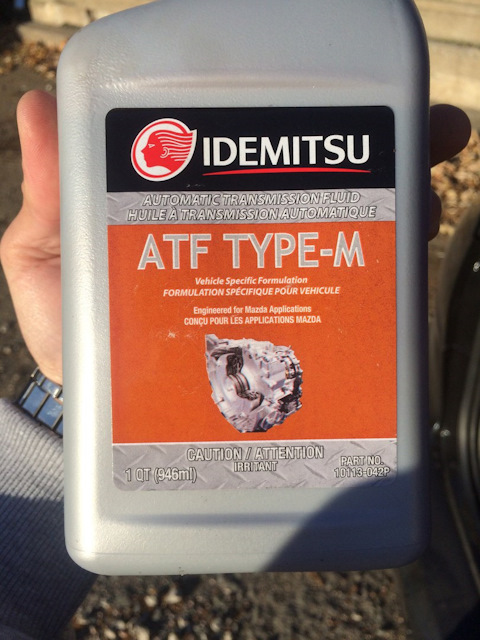 IDEMITSU
AUTOMATIC TRANSMISSION FLUID
HUILE À TRANSMISSION AUTOMATIQUE
ATF TYPE-M
Vehicle Specific Formulation
FORMULATION SPÉCIFIQUE POUR VEHICULE
Engineered for Mazda Applications
CONÇU POUR LES APPLICATIONS MAZDA
CAUTION / ATTENTION
IRRITANT
1 QT (946ml)
PART NO.
10113-042P